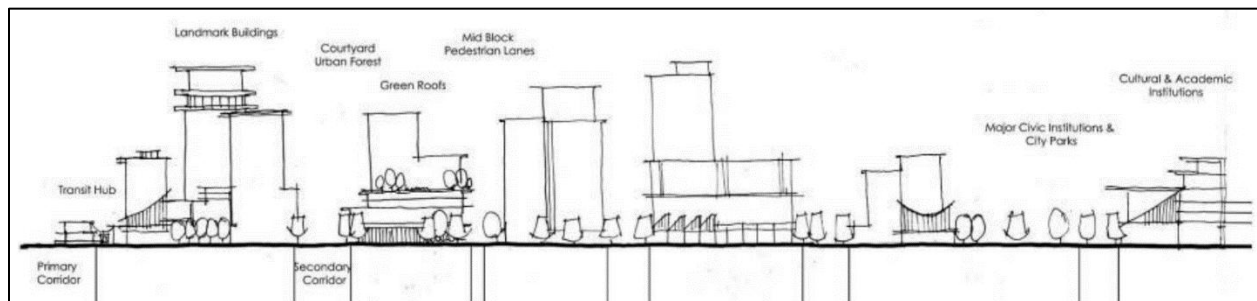 Landmark Buildings
Courtyard
Urban Forest
Mid Block
Pedestrian Lanes
Green Roofs
Cultural & Academic
Institutions
Major Civic Institutions &
City Parks
Transit Hub
Primary
Corridor
Secondary
Corridor